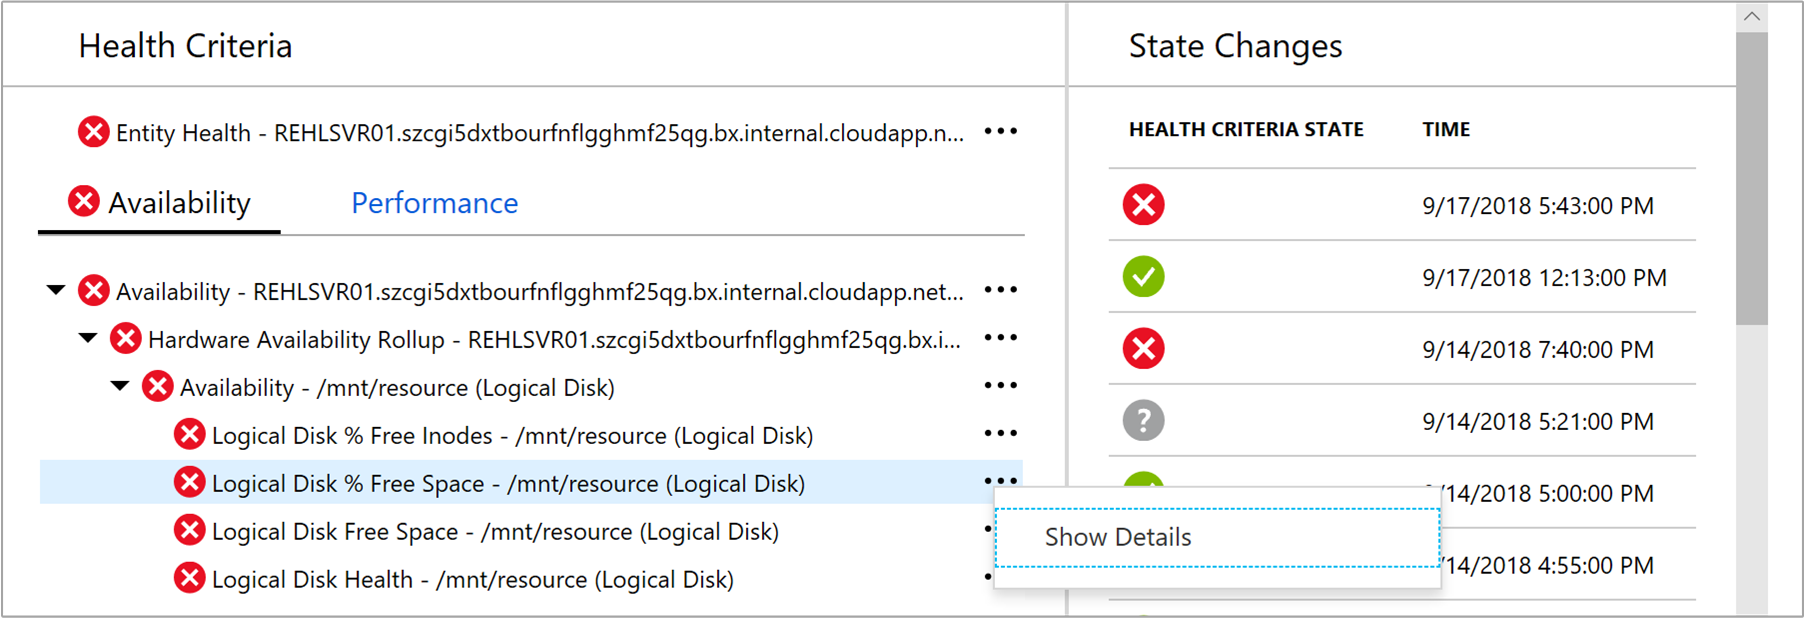 Health Criteria
Entity Health - REHLSVR01.szcgi5dxtbourfnflgghmf25qg.bx.internal.cloudapp.n...
Availability
Performance
Availability - REHLSVR01.szcgi5dxtbourfnflgghmf25qg.bx.internal.cloudapp.net...
Hardware Availability Rollup - REHLSVR01.szcgi5dxtbourfnflgghmf25qg.bx.i...
Availability - /mnt/resource (Logical Disk)
Logical Disk % Free Inodes - /mnt/resource (Logical Disk)
Logical Disk % Free Space - /mnt/resource (Logical Disk)
Logical Disk Free Space - /mnt/resource (Logical Disk)
Logical Disk Health - /mnt/resource (Logical Disk)
Show Details
State Changes
HEALTH CRITERIA STATE TIME
9/17/2018 5:43:00 PM
9/17/2018 12:13:00 PM
9/14/2018 7:40:00 PM
9/14/2018 5:21:00 PM
/14/2018 5:00:00 PM
/14/2018 4:55:00 PM